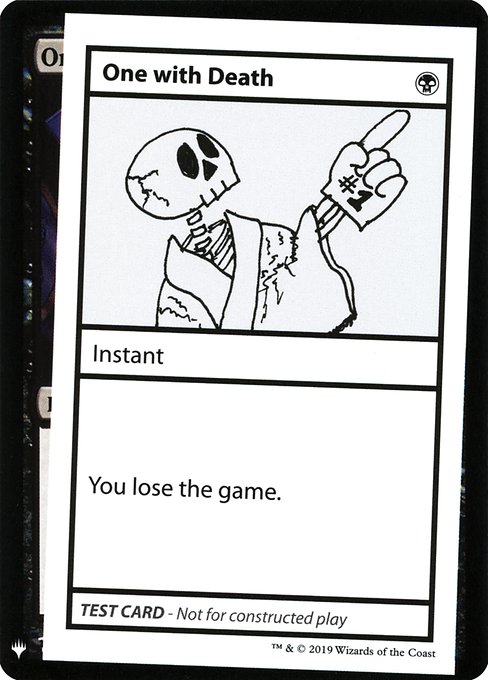 One with Death
#1
Instant
You lose the game.
TEST CARD - Not for constructed play
™ & © 2019 Wizards of the Coast